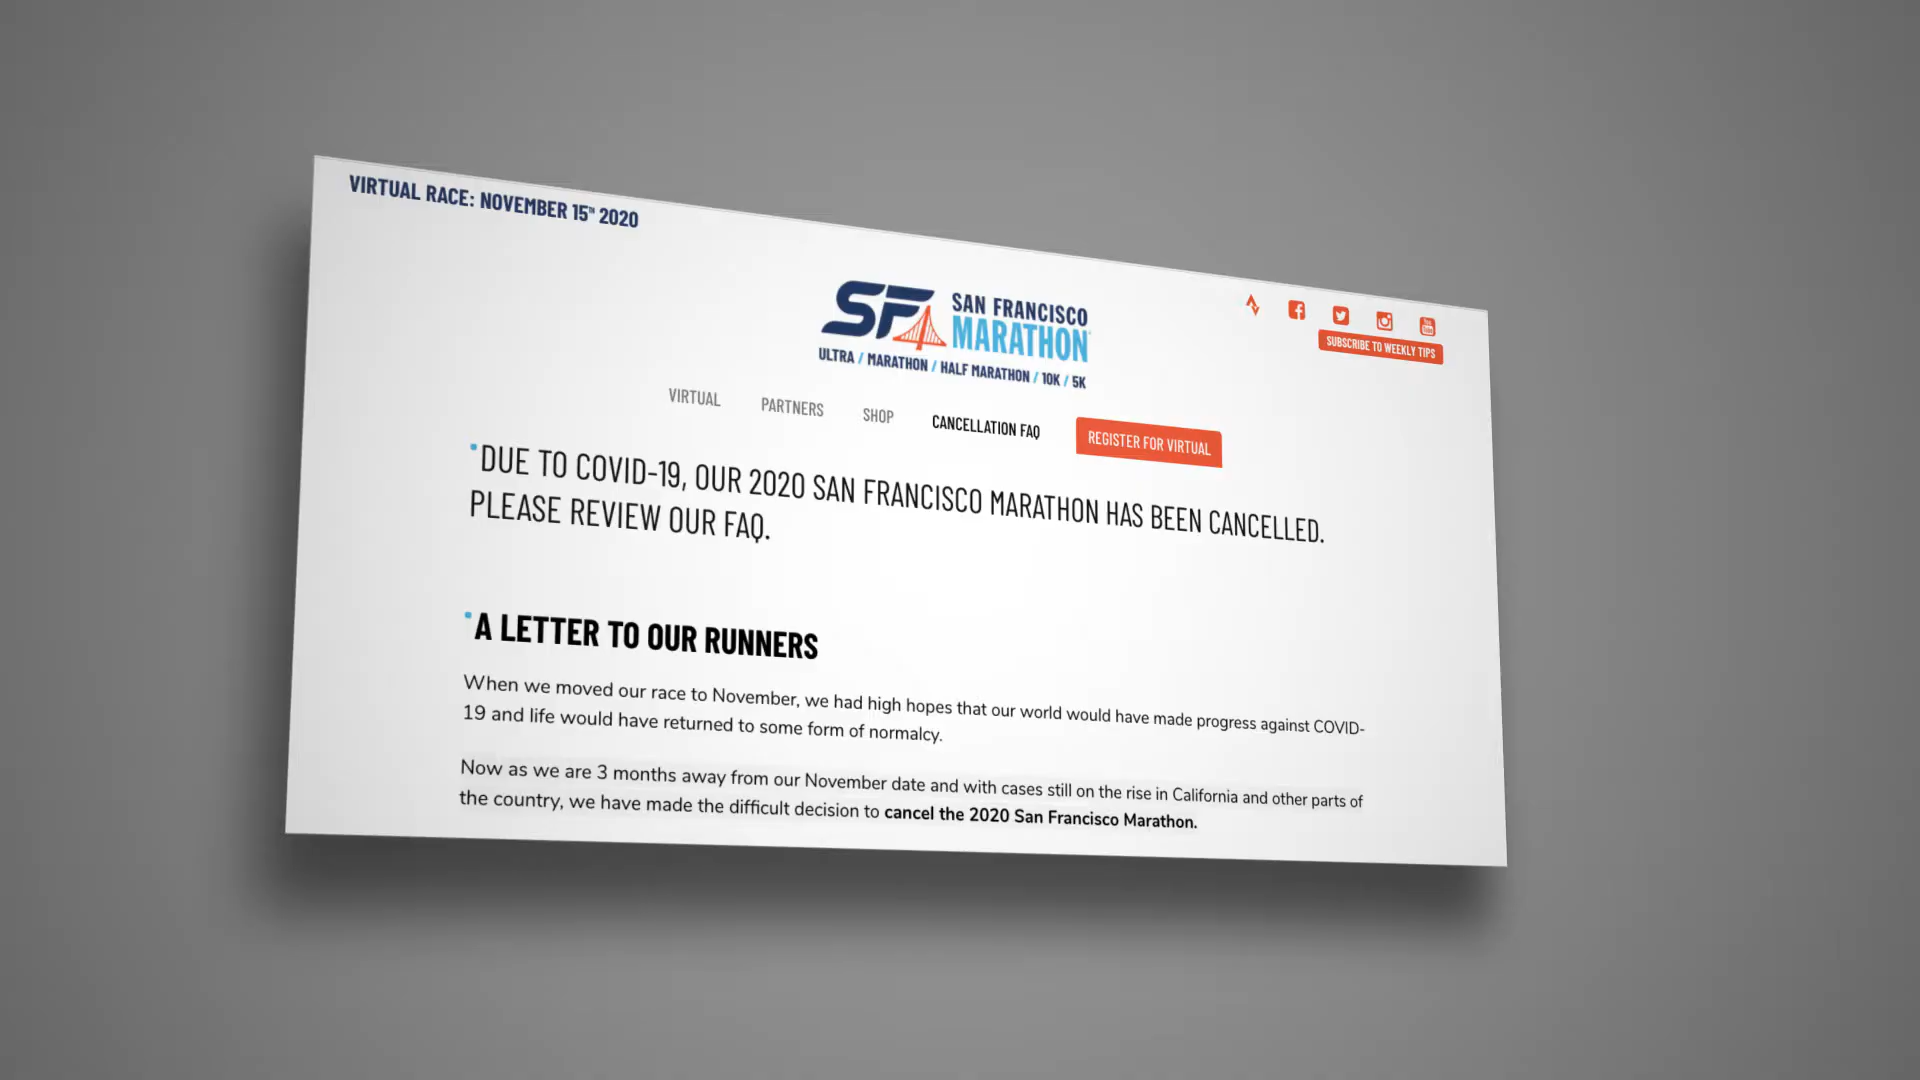 VIRTUAL RACE: NOVEMBER 15TH 2020
SF SAN FRANCISCO
MARATHON
ULTRA / MARATHON / HALF MARATHON / 10K / 5K
SUBSCRIBE TO WEEKLY TIPS
VIRTUAL PARTNERS SHOP CANCELLATION FAQ REGISTER FOR VIRTUAL
DUE TO COVID-19, OUR 2020 SAN FRANCISCO MARATHON HAS BEEN CANCELLED.
PLEASE REVIEW OUR FAQ.
A LETTER TO OUR RUNNERS
When we moved our race to November, we had high hopes that our world would have made progress against COVID-
19 and life would have returned to some form of normalcy.
Now as we are 3 months away from our November date and with cases still on the rise in California and other parts of
the country, we have made the difficult decision to cancel the 2020 San Francisco Marathon.